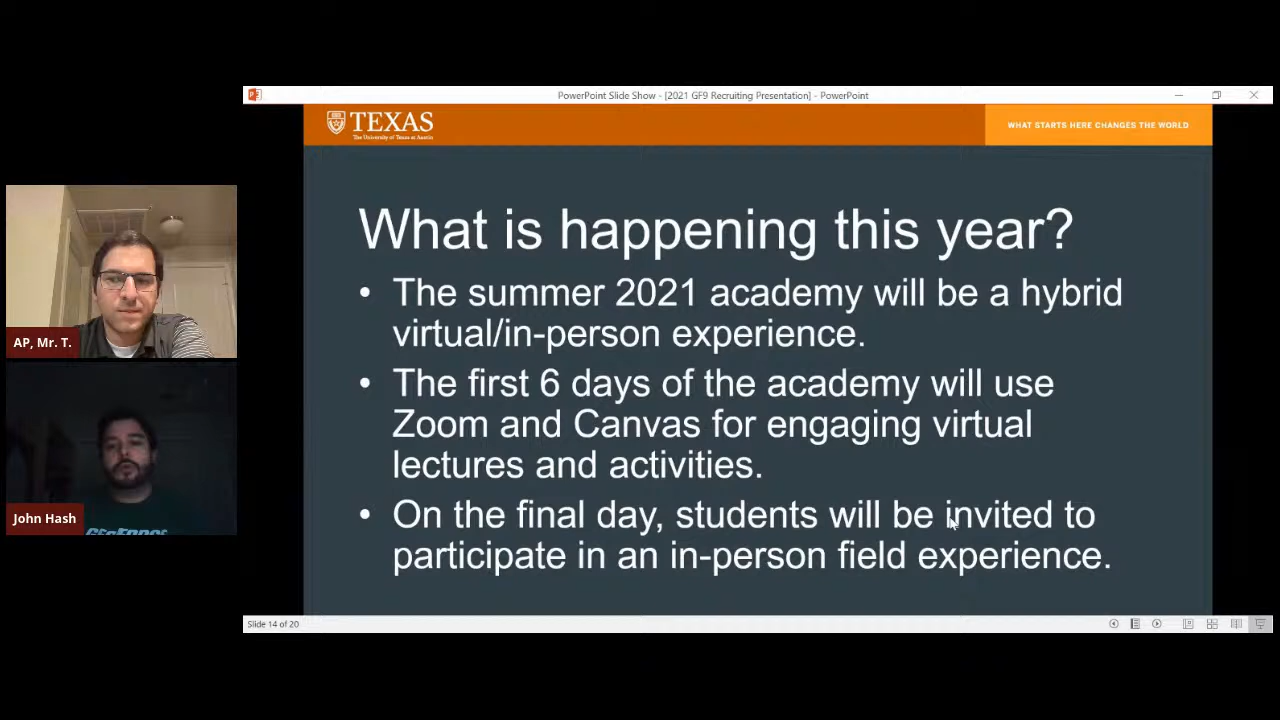 PowerPoint Slide Show - [2021 GF9 Recruiting Presentation] - PowerPoint
TEXAS
The University of Texas at Austin
WHAT STARTS HERE CHANGES THE WORLD
What is happening this year?
• The summer 2021 academy will be a hybrid
virtual/in-person experience.
• The first 6 days of the academy will use
Zoom and Canvas for engaging virtual
lectures and activities.
• On the final day, students will be invited to
participate in an in-person field experience.
AP, Mr. T.
John Hash
Slide 14 of 20